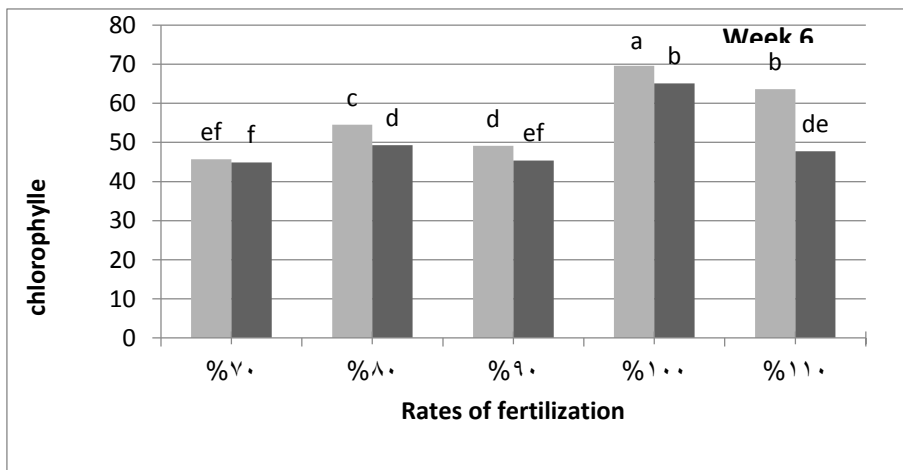 80
70
60
50
40
30
20
10
0
chlorophylle
Week 6
ef f c d d ef a b b de
%٧٠ %٨٠ %٩٠ %١٠٠ %١١٠
Rates of fertilization